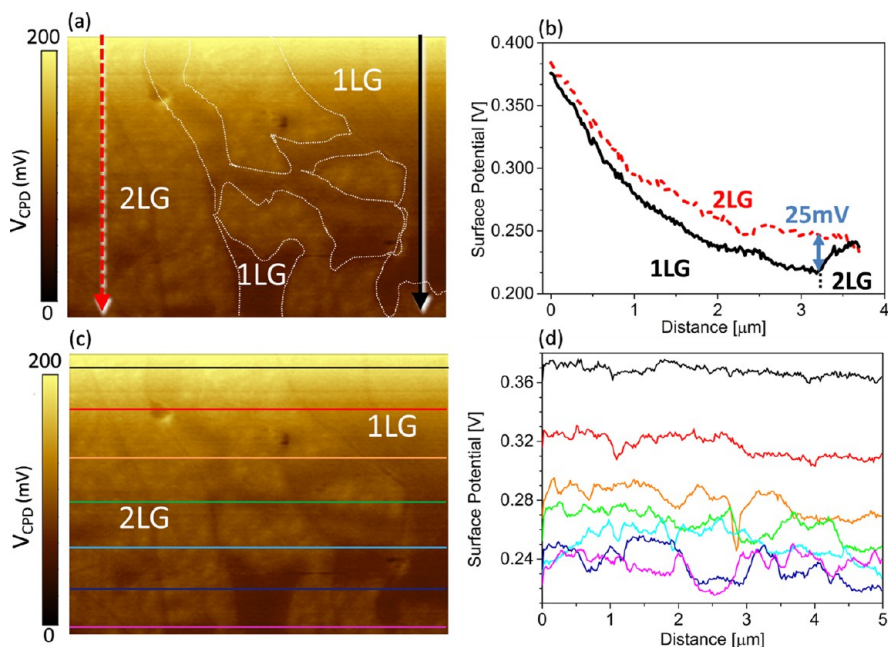 (a)
200
V_CPD (mV)
0
1LG
2LG
1LG
(b)
Surface Potential [V]
0.400
0.350
0.300
0.250
0.200
2LG
25mV
1LG
2LG
0 1 2 3 4
Distance [μm]
(c)
200
V_CPD (mV)
0
1LG
2LG
(d)
Surface Potential [V]
0.36
0.32
0.28
0.24
0 1 2 3 4 5
Distance [μm]